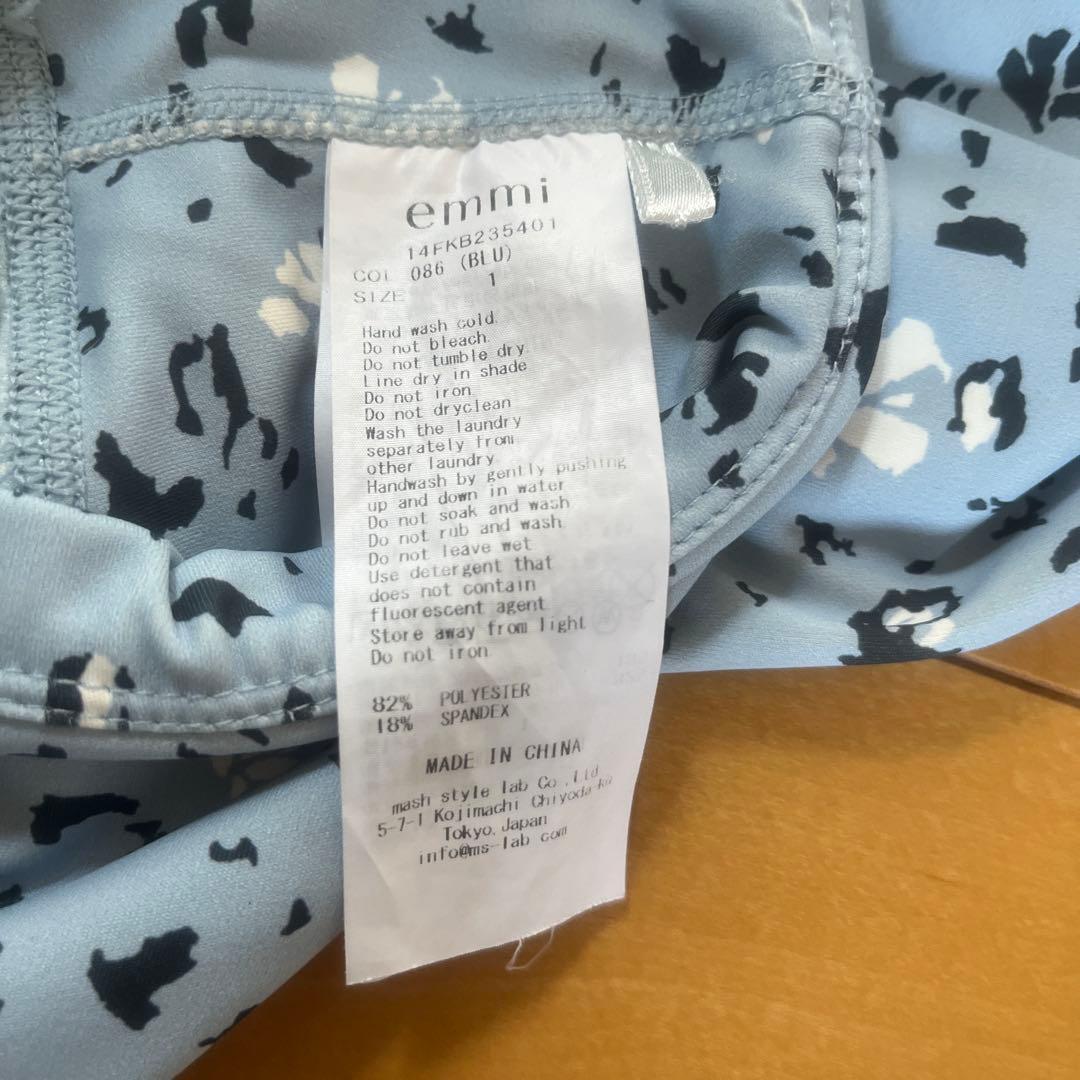 emmi
14FKB235401
COL 086 (BLU)
SIZE 1
Hand wash cold.
Do not bleach.
Do not tumble dry.
Line dry in shade
Do not iron.
Do not dryclean
Wash the laundry
separately from
other laundry.
Handwash by gently pushing
up and down in water
Do not soak and wash.
Do not rub and wash.
Do not leave wet
Use detergent that
does not contain
fluorescent agent.
Store away from light
Do not iron.
82% POLYESTER
18% SPANDEX
MADE IN CHINA
mash style lab Co.,Ltd
5-7-1 Kojimachi Chiyoda-ku
Tokyo, Japan
info@ms-lab.com